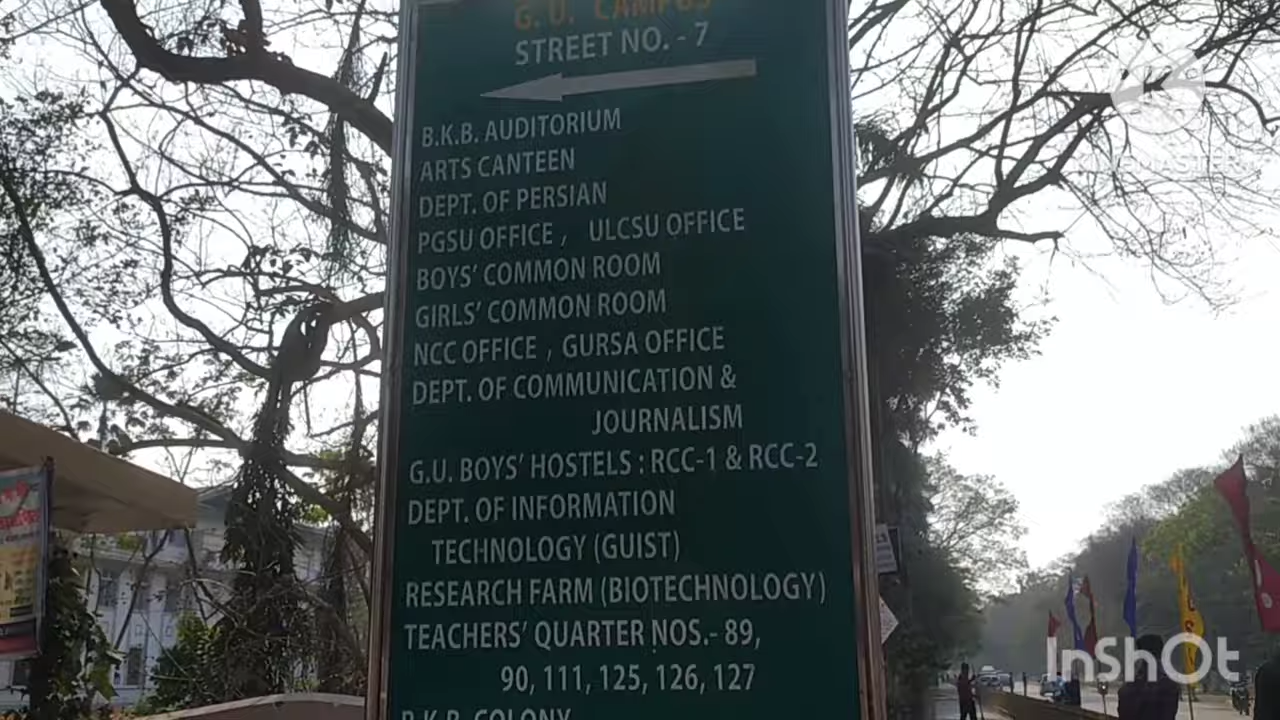 G. U. CAMPUS
STREET NO. - 7
B.K.B. AUDITORIUM
ARTS CANTEEN
DEPT. OF PERSIAN
PGSU OFFICE , ULCSU OFFICE
BOYS' COMMON ROOM
GIRLS' COMMON ROOM
NCC OFFICE , GURSA OFFICE
DEPT. OF COMMUNICATION &
JOURNALISM
G.U. BOYS' HOSTELS : RCC-1 & RCC-2
DEPT. OF INFORMATION
TECHNOLOGY (GUIST)
RESEARCH FARM (BIOTECHNOLOGY)
TEACHERS' QUARTER NOS.- 89,
90, 111, 125, 126, 127
B.K.B. COLONY
InShOt